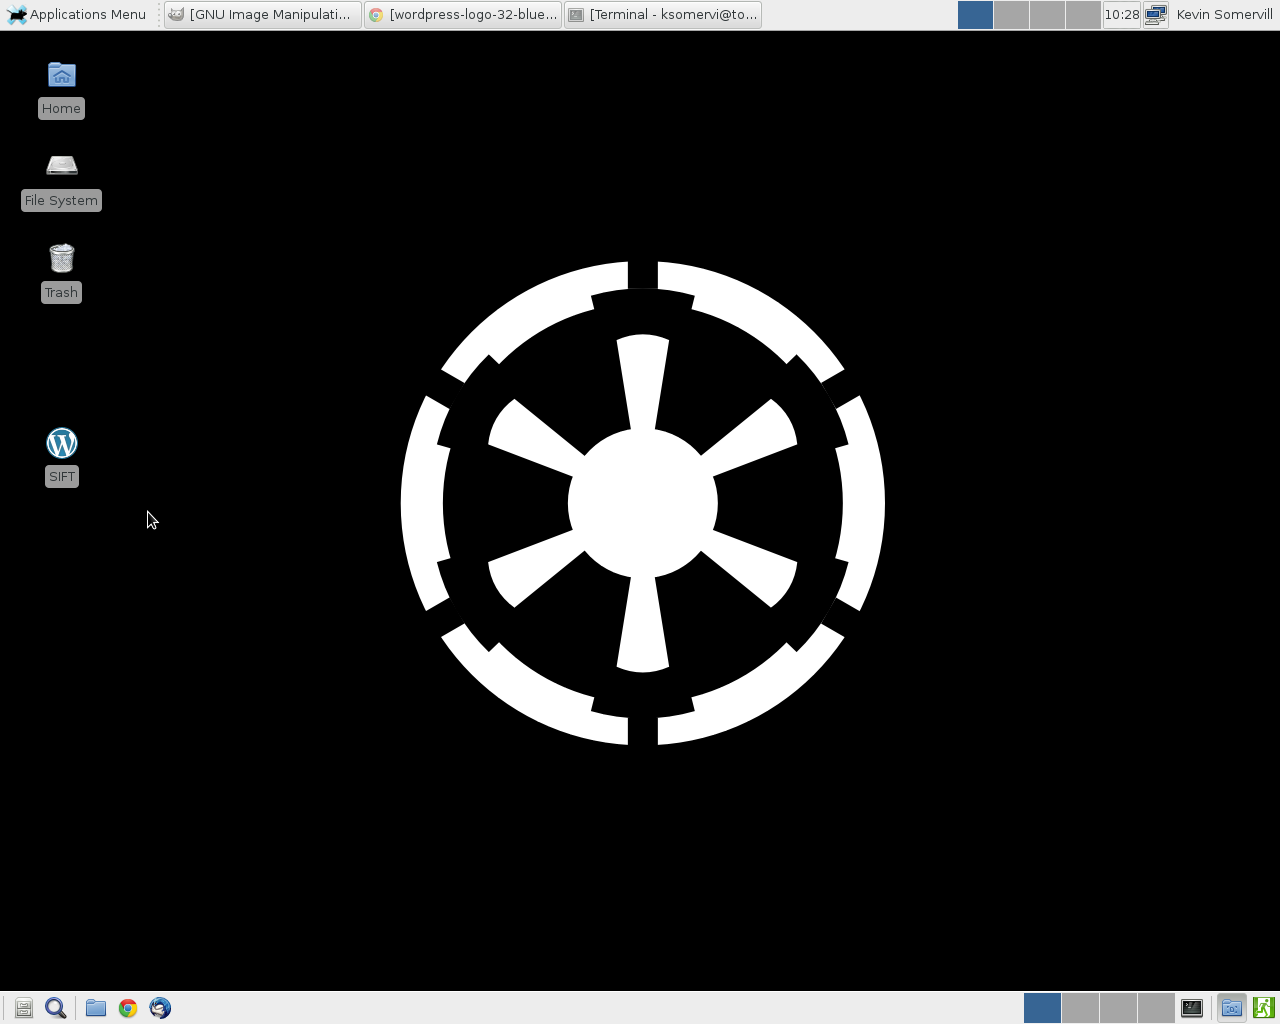 Applications Menu
[GNU Image Manipulati...
[wordpress-logo-32-blue...
[Terminal - ksomervi@to...
10:28
Kevin Somervill
Home
File System
Trash
SIFT